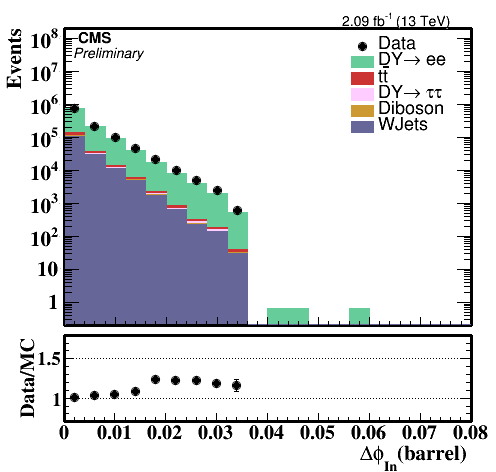 2.09 fb⁻¹ (13 TeV)
CMS
Preliminary
Events
10⁸
10⁷
10⁶
10⁵
10⁴
10³
10²
10
1
Data
DY→ ee
tt̄
DY→ ττ
Diboson
WJets
Data/MC
1.5
1
0 0.01 0.02 0.03 0.04 0.05 0.06 0.07 0.08
Δϕ_In (barrel)